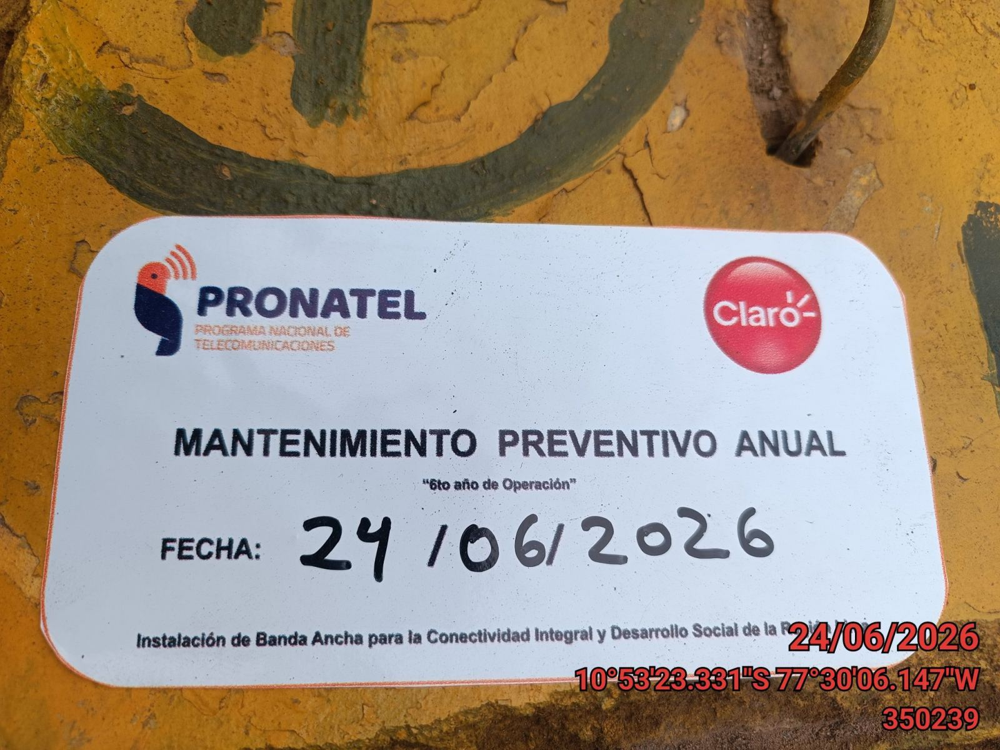 PRONATEL
PROGRAMA NACIONAL DE
TELECOMUNICACIONES
Claro
MANTENIMIENTO PREVENTIVO ANUAL
"6to año de Operación"
FECHA: 24/06/2026
Instalación de Banda Ancha para la Conectividad Integral y Desarrollo Social de la
24/06/2026
10°53'23.331"S 77°30'06.147"W
350239